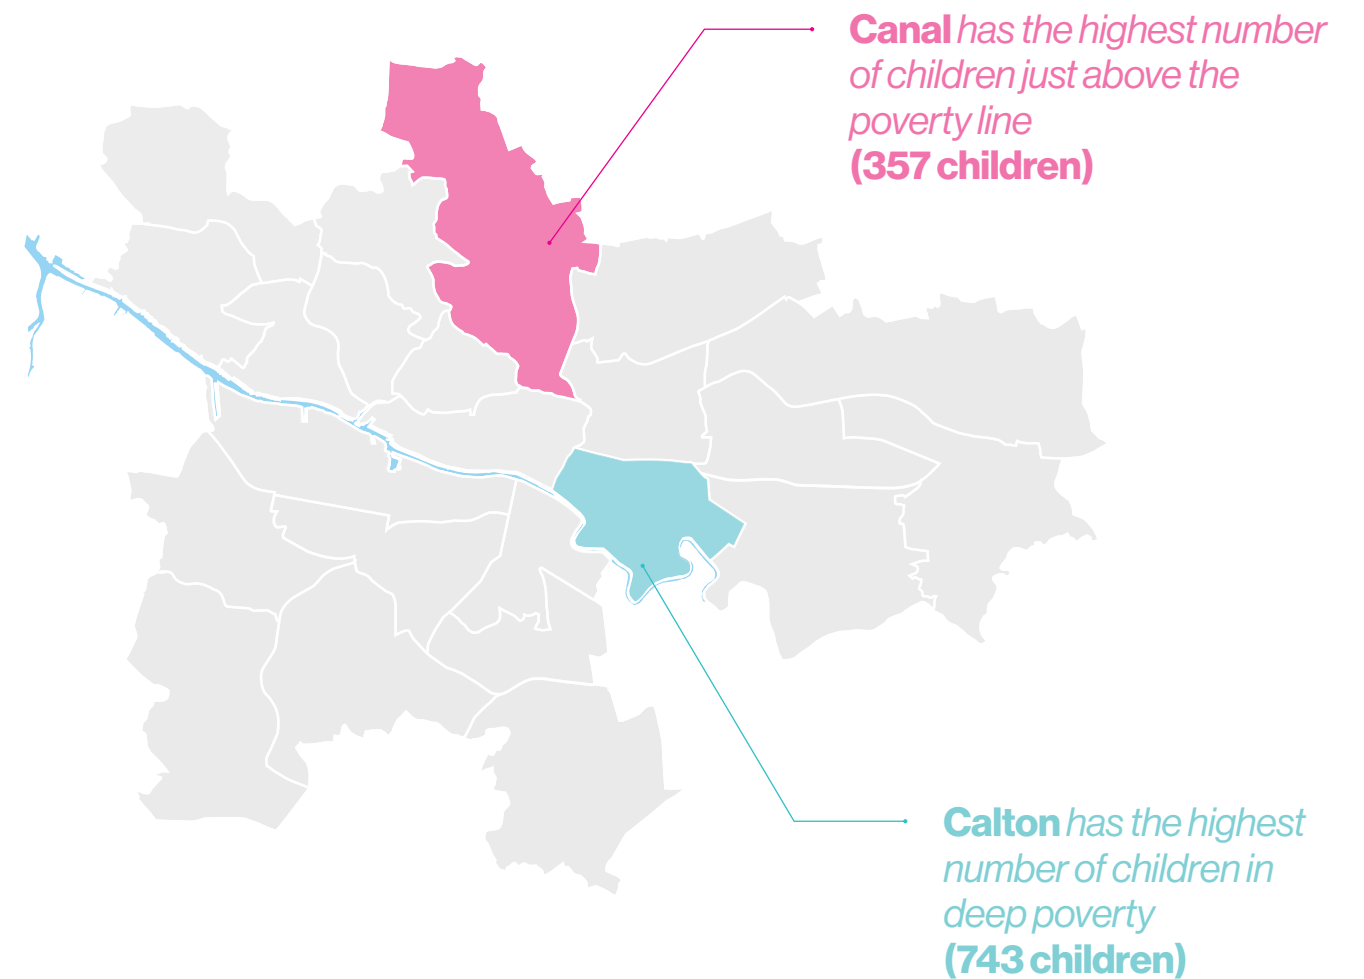 Canal has the highest number
of children just above the
poverty line
(357 children)
Calton has the highest
number of children in
deep poverty
(743 children)